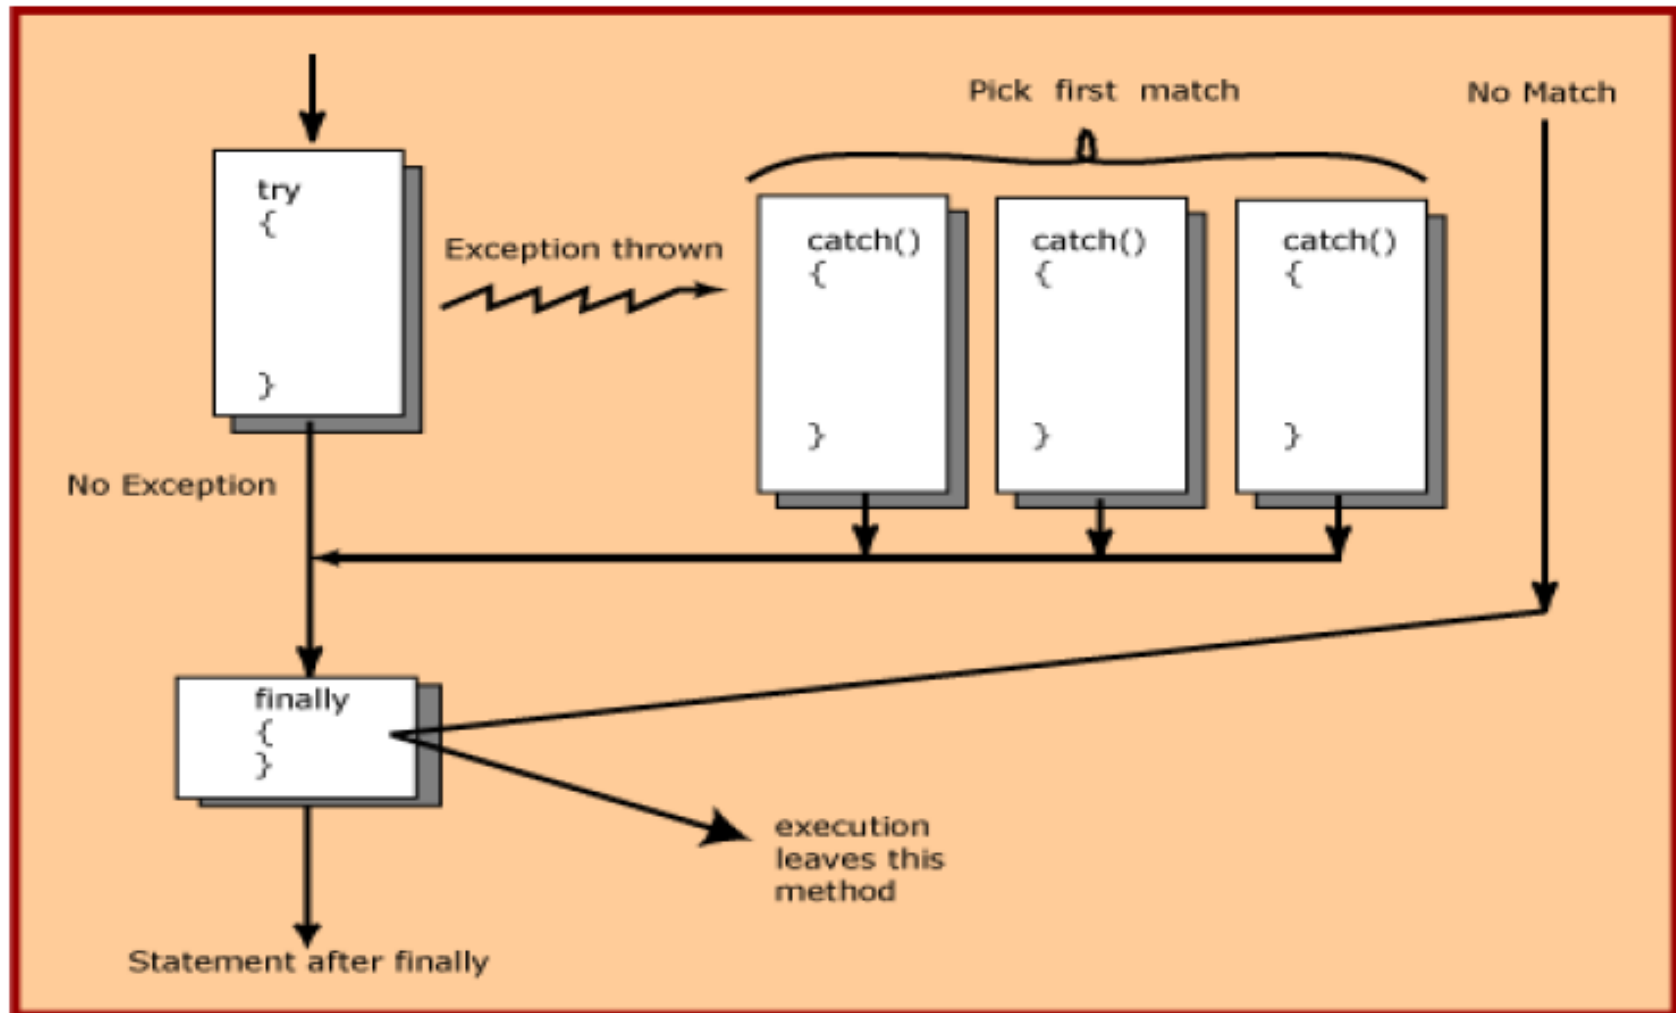 Pick first match
No Match
try
{
}
Exception thrown
catch()
{
}
catch()
{
}
catch()
{
}
No Exception
finally
{
}
execution
leaves this
method
Statement after finally